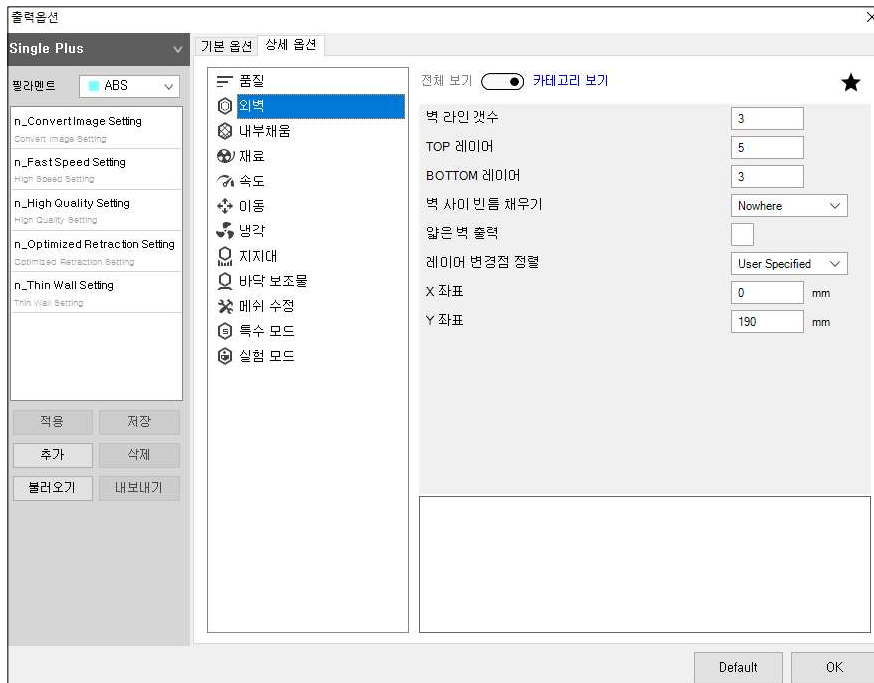 출력옵션
Single Plus
필라멘트
ABS
n_ConvertImage Setting
Convert Image Setting
n_Fast Speed Setting
High Speed Setting
n_High Quality Setting
High Quality Setting
n_Optimized Retraction Setting
Optimized Retraction Setting
n_Thin Wall Setting
Thin Wall Setting
적용
저장
추가
삭제
불러오기
내보내기
기본 옵션
상세 옵션
품질
외벽
내부채움
재료
속도
이동
냉각
지지대
바닥 보조물
메쉬 수정
특수 모드
실험 모드
전체 보기
카테고리 보기
벽 라인 갯수
3
TOP 레이어
5
BOTTOM 레이어
3
벽 사이 빈틈 채우기
Nowhere
얇은 벽 출력
레이어 변경점 정렬
User Specified
X 좌표
0 mm
Y 좌표
190 mm
Default
OK